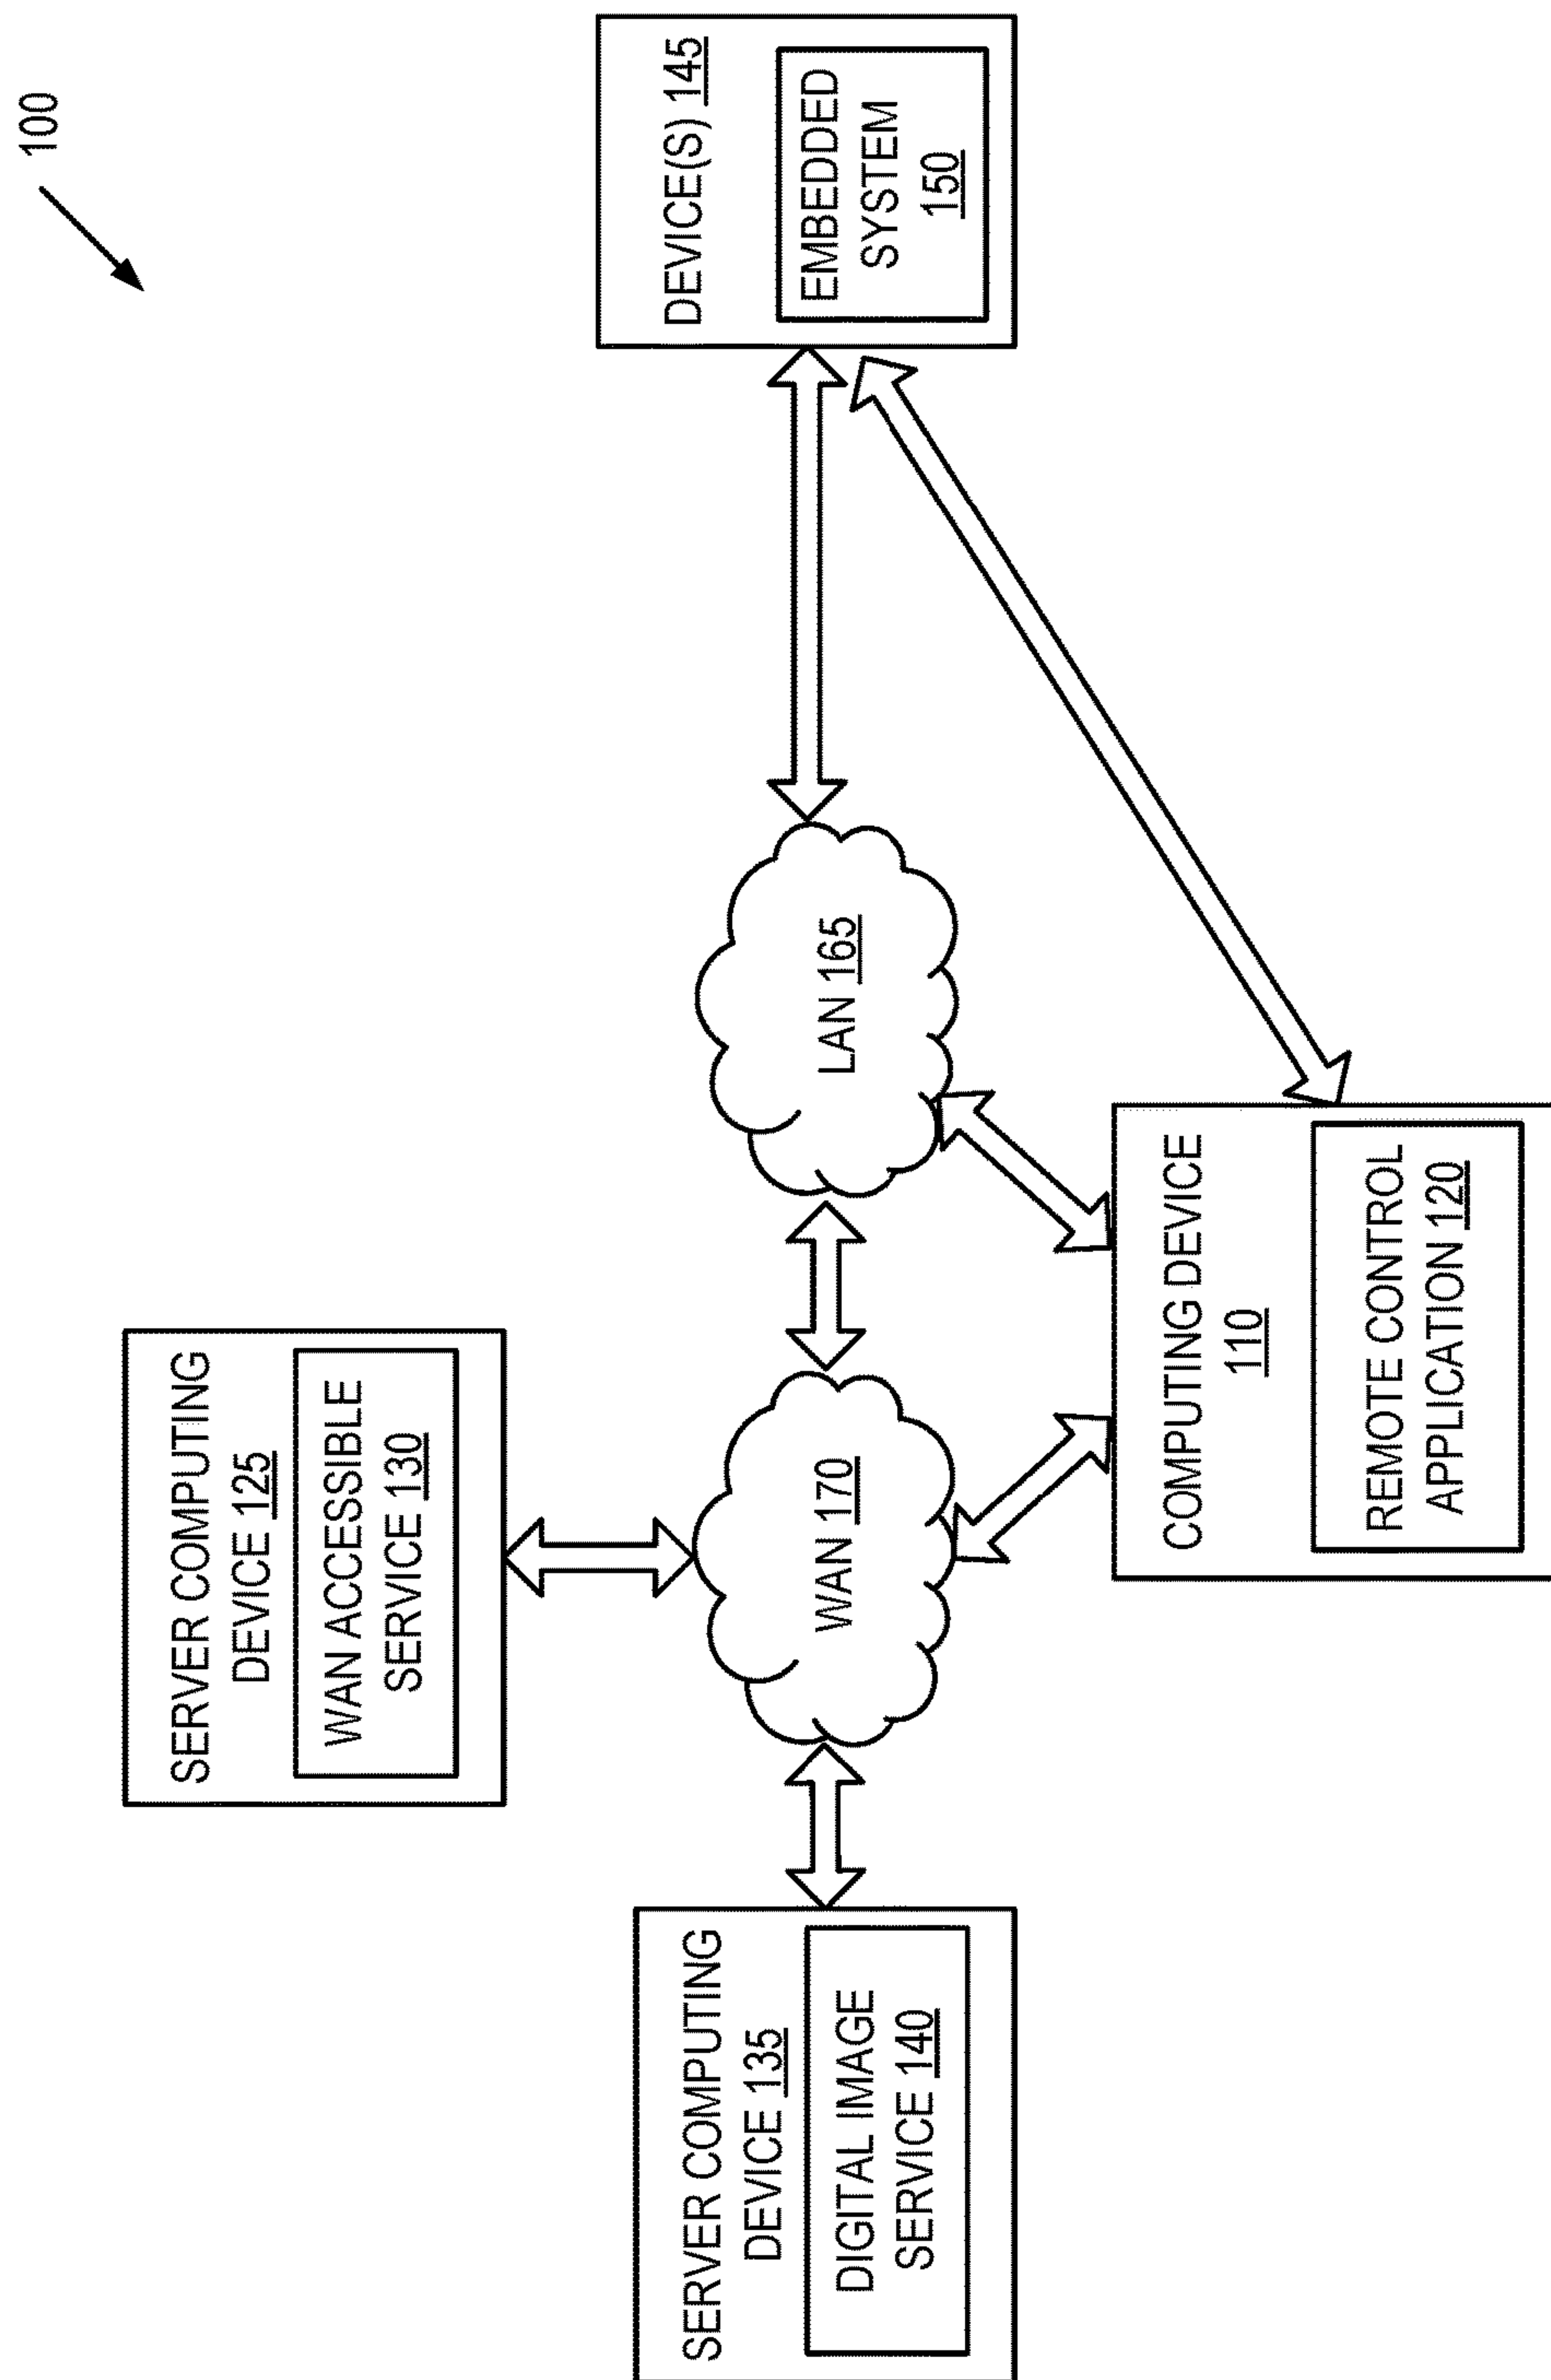 100
SERVER COMPUTING
DEVICE 125
WAN ACCESSIBLE
SERVICE 130
SERVER COMPUTING
DEVICE 135
DIGITAL IMAGE
SERVICE 140
WAN 170
LAN 165
DEVICE(S) 145
EMBEDDED
SYSTEM
150
COMPUTING DEVICE
110
REMOTE CONTROL
APPLICATION 120